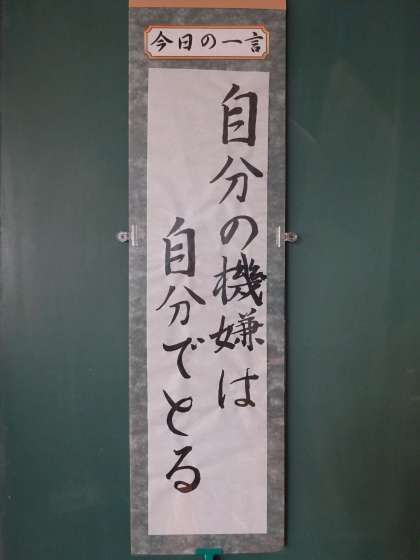 今日の一言
自分の機嫌は
自分でとる